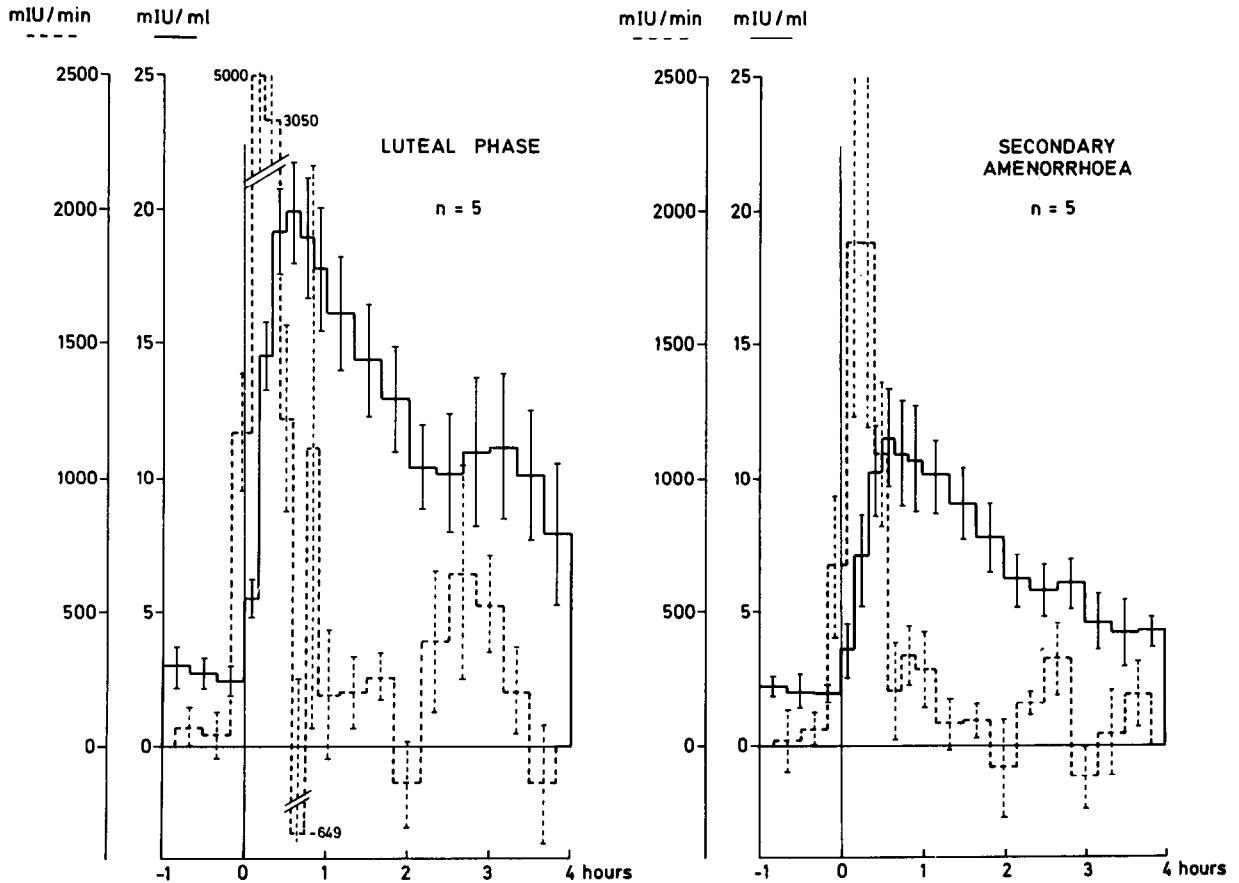 mIU/min mIU/ml
2500 25
5000
3050
LUTEAL PHASE
2000 20
n = 5
1500 15
1000 10
500 5
0 0
-649
-1 0 1 2 3 4 hours
mIU/min mIU/ml
2500 25
SECONDARY
AMENORRHOEA
2000 20
n = 5
1500 15
1000 10
500 5
0 0
-1 0 1 2 3 4 hours